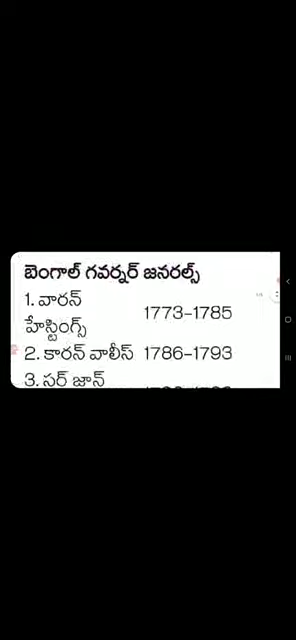 బెంగాల్ గవర్నర్ జనరల్స్
1. వారన్
హేస్టింగ్స్ 1773-1785
2. కారన్ వాలీస్ 1786-1793
3. సర్ జాన్